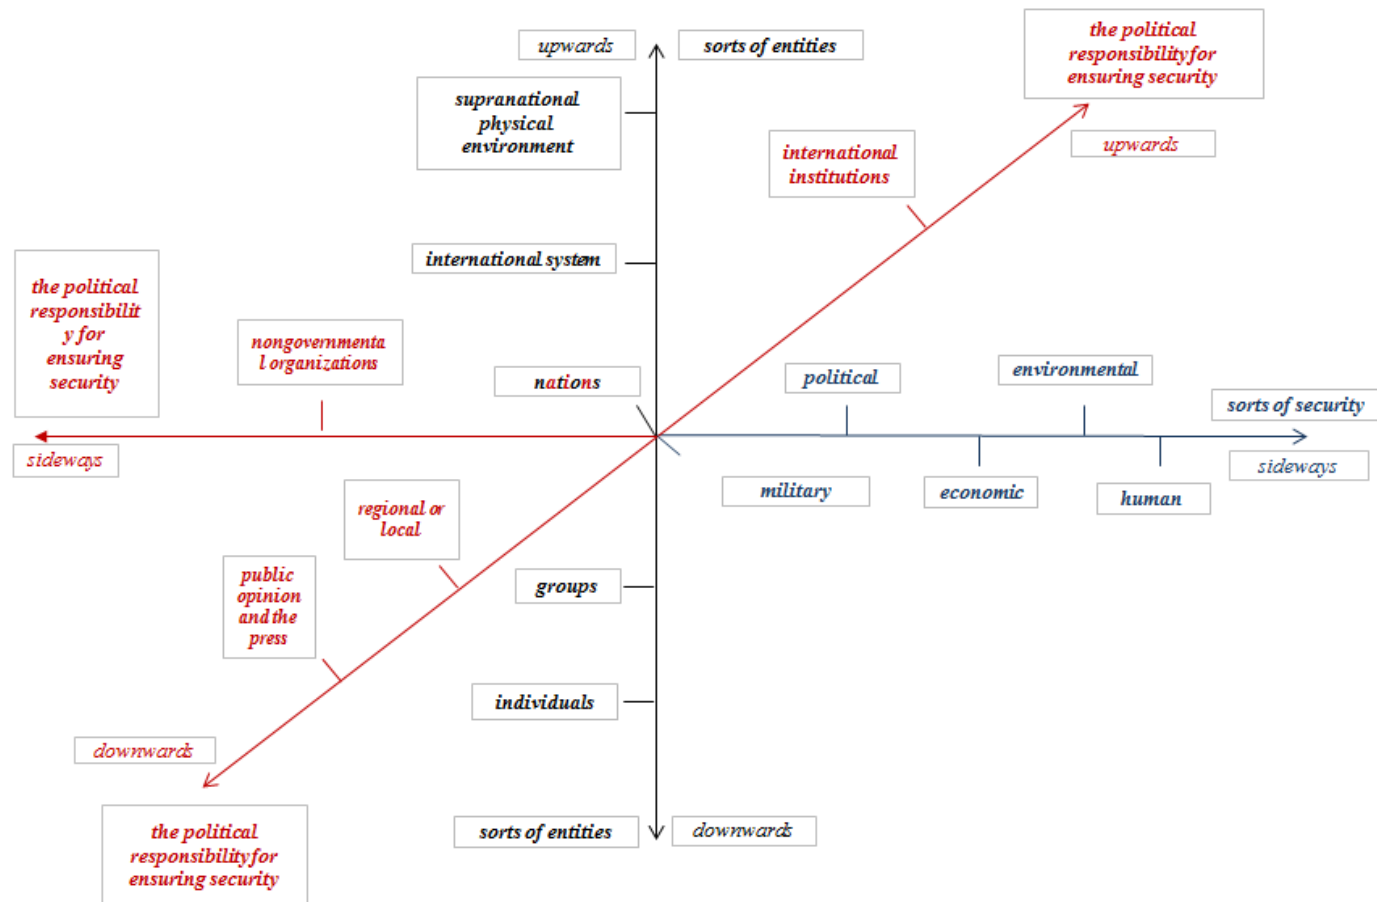 upwards
sorts of entities
the political
responsibility for
ensuring security
supranational
physical
environment
upwards
international
institutions
international system
the political
responsibilit
y for
ensuring
security
nongovernmenta
l organizations
nations
political
environmental
sorts of security
sideways
sideways
military
economic
human
regional or
local
public
opinion
and the
press
groups
individuals
downwards
the political
responsibility for
ensuring security
sorts of entities
downwards